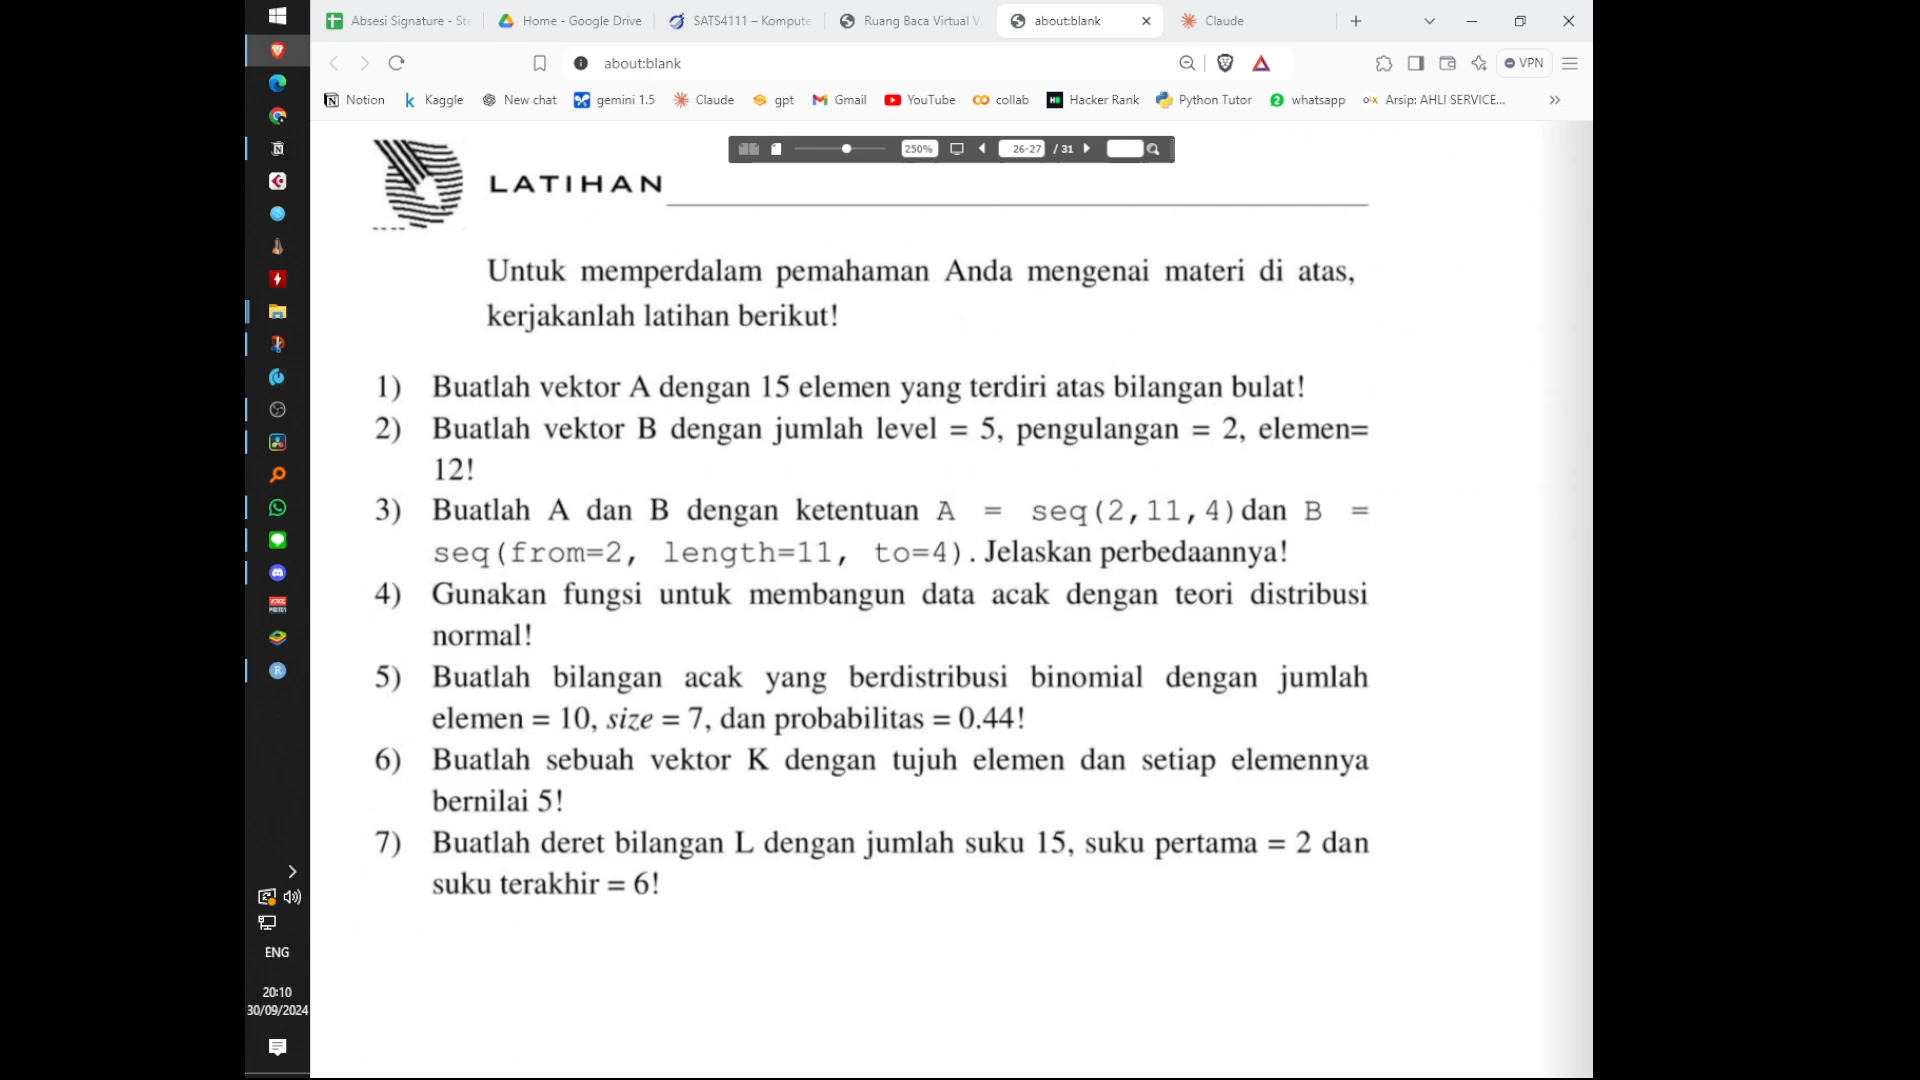 Absesi Signature - Ste
Home - Google Drive
SATS4111 – Kompute
Ruang Baca Virtual V
about:blank
Claude
about:blank
VPN
Notion
Kaggle
New chat
gemini 1.5
Claude
gpt
Gmail
YouTube
collab
Hacker Rank
Python Tutor
whatsapp
Arsip: AHLI SERVICE...
250%
26-27
/ 31
LATIHAN
Untuk memperdalam pemahaman Anda mengenai materi di atas,
kerjakanlah latihan berikut!
1) Buatlah vektor A dengan 15 elemen yang terdiri atas bilangan bulat!
2) Buatlah vektor B dengan jumlah level = 5, pengulangan = 2, elemen=
12!
3) Buatlah A dan B dengan ketentuan A = seq(2,11,4)dan B =
seq(from=2, length=11, to=4). Jelaskan perbedaannya!
4) Gunakan fungsi untuk membangun data acak dengan teori distribusi
normal!
5) Buatlah bilangan acak yang berdistribusi binomial dengan jumlah
elemen = 10, size = 7, dan probabilitas = 0.44!
6) Buatlah sebuah vektor K dengan tujuh elemen dan setiap elemennya
bernilai 5!
7) Buatlah deret bilangan L dengan jumlah suku 15, suku pertama = 2 dan
suku terakhir = 6!
ENG
20:10
30/09/2024